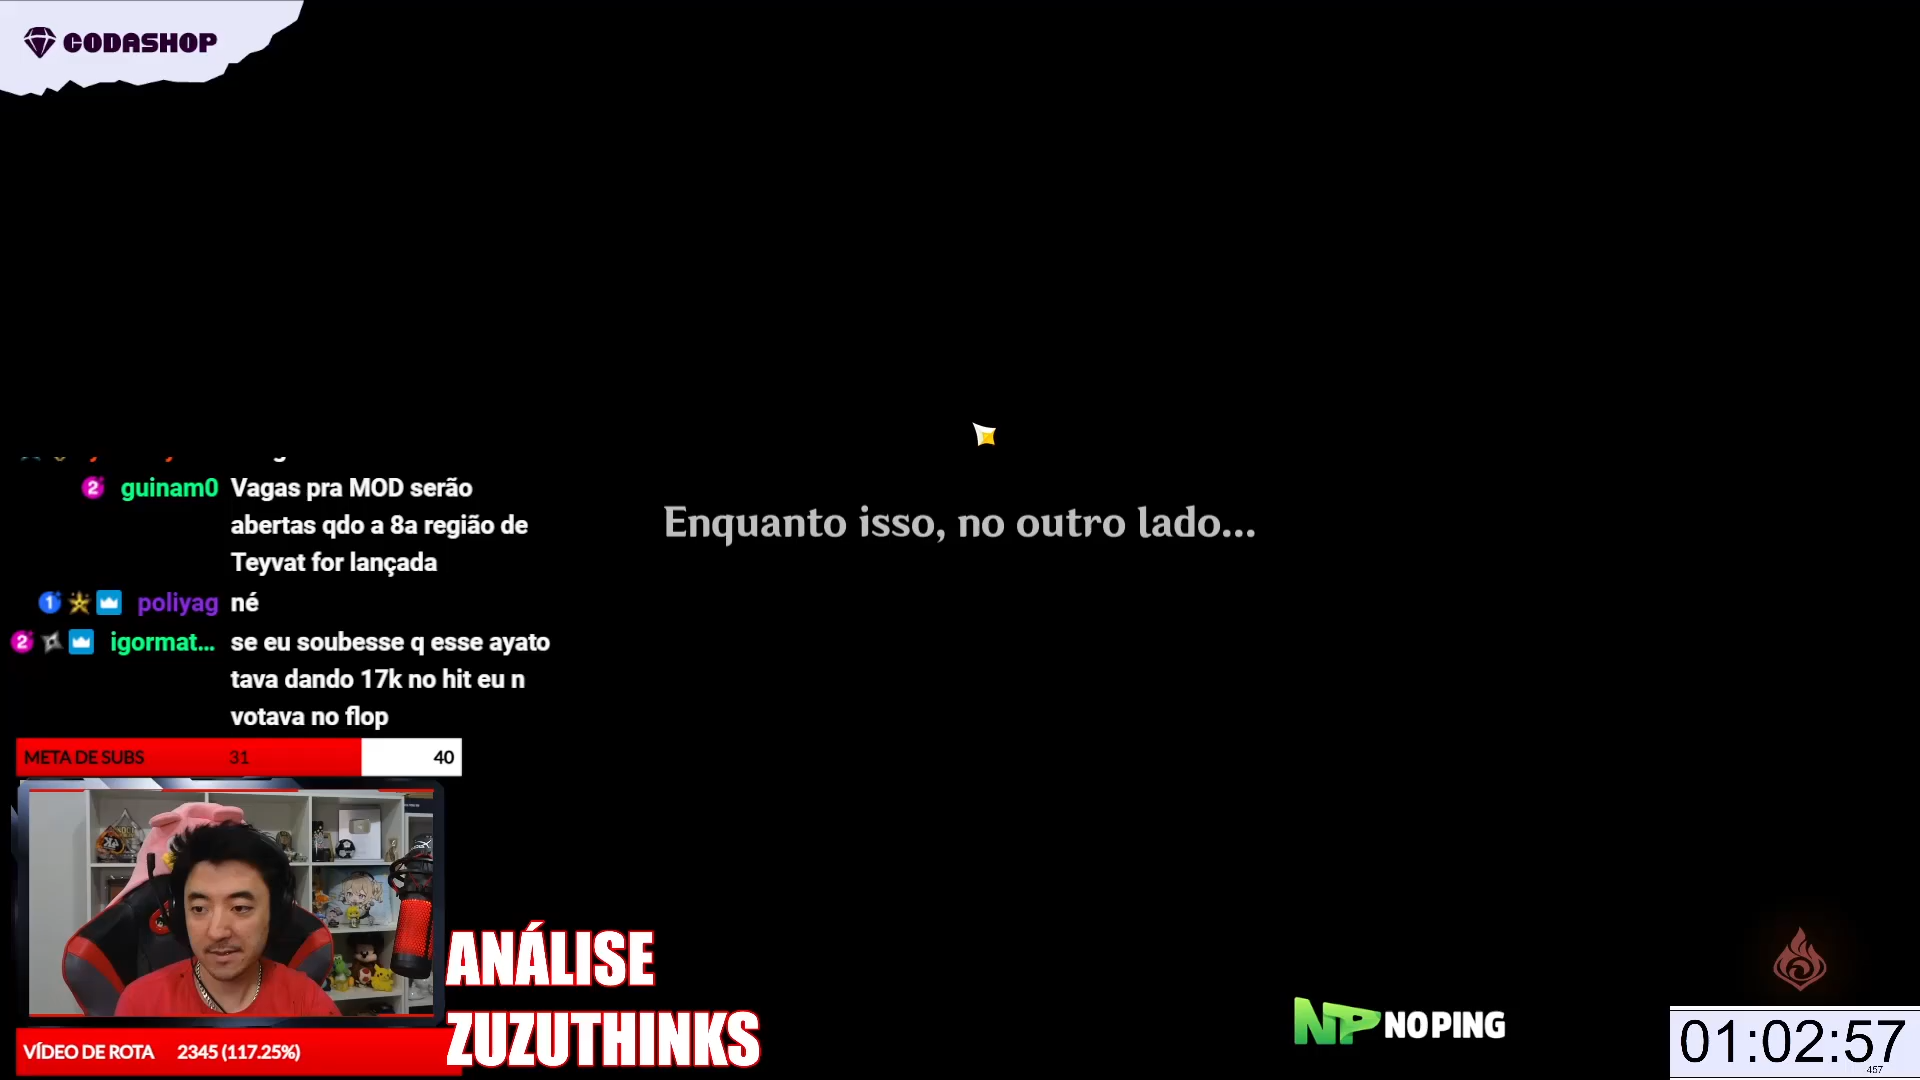 CODASHOP
guinam0 Vagas pra MOD serão
abertas qdo a 8a região de
Teyvat for lançada
poliyag né
igormat... se eu soubesse q esse ayato
tava dando 17k no hit eu n
votava no flop
Enquanto isso, no outro lado...
META DE SUBS 31 40
ANÁLISE
ZUZUTHINKS
VÍDEO DE ROTA 2345 (117.25%)
NP NOPING
01:02:57
457